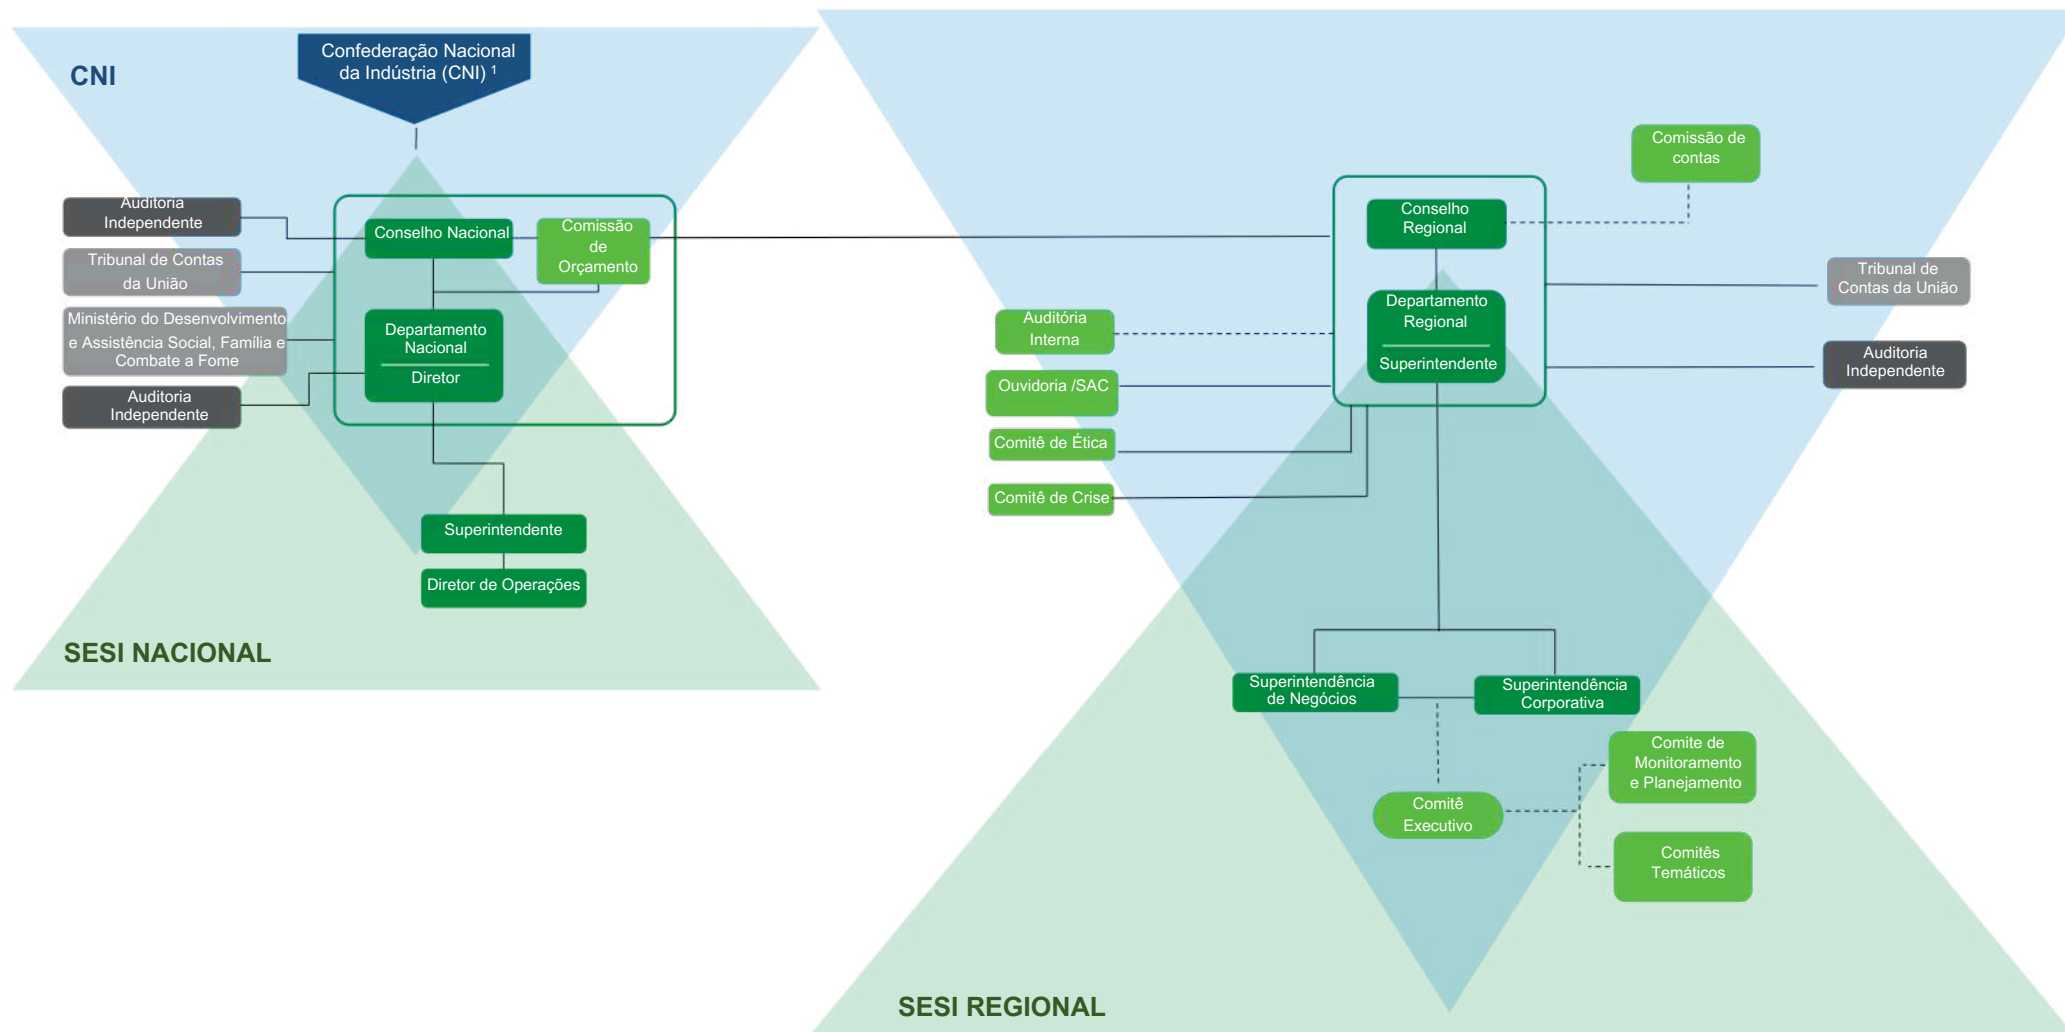 CNI
Confederação Nacional
da Indústria (CNI) ¹
Auditoria
Independente
Tribunal de Contas
da União
Ministério do Desenvolvimento
e Assistência Social, Família e
Combate a Fome
Auditoria
Independente
Conselho Nacional
Comissão
de
Orçamento
Departamento
Nacional
Diretor
Superintendente
Diretor de Operações
SESI NACIONAL
Comissão de
contas
Conselho
Regional
Departamento
Regional
Superintendente
Tribunal de
Contas da União
Auditoria
Independente
Auditória
Interna
Ouvidoria /SAC
Comitê de Ética
Comitê de Crise
Superintendência
de Negócios
Superintendência
Corporativa
Comitê
Executivo
Comite de
Monitoramento
e Planejamento
Comitês
Temáticos
SESI REGIONAL